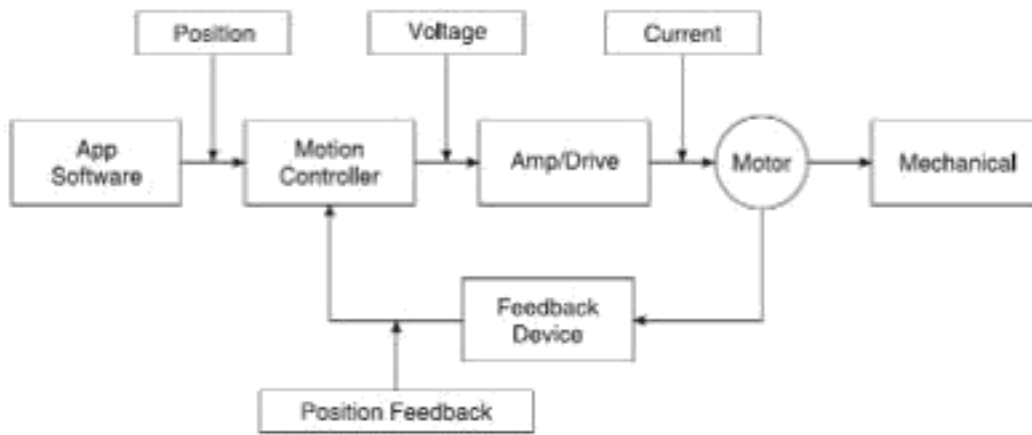 Position
Voltage
Current
App
Software
Motion
Controller
Amp/Drive
Motor
Mechanical
Feedback
Device
Position Feedback